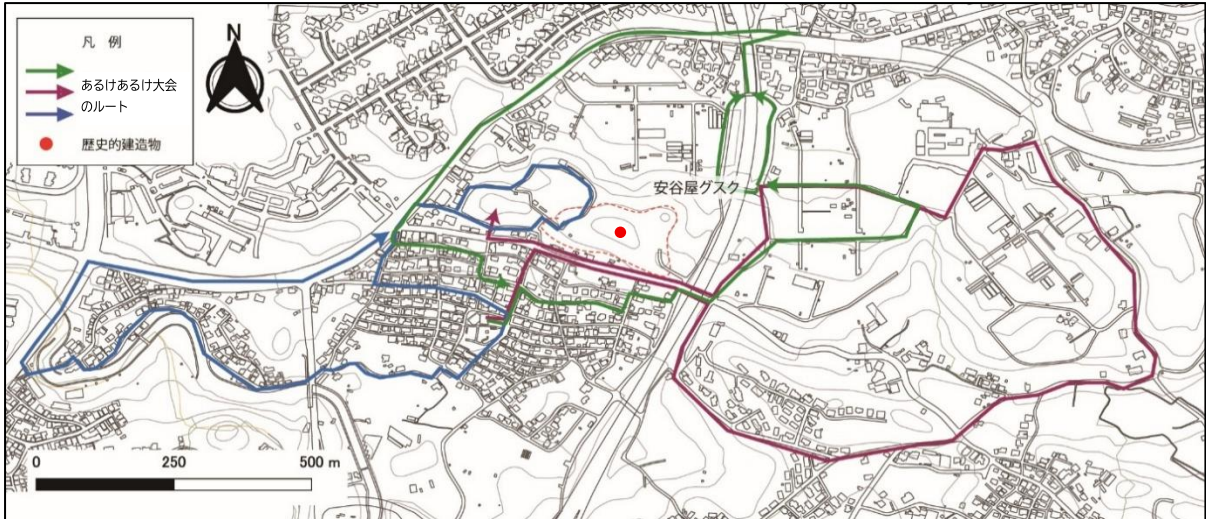 凡 例
あるけあるけ大会
のルート
歴史的建造物
N
安谷屋グスク
0 250 500 m